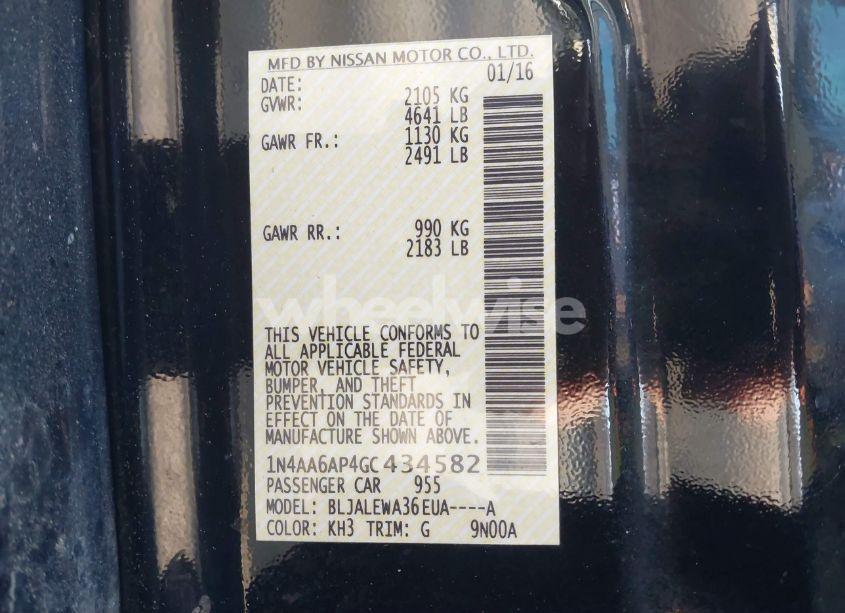 MFD BY NISSAN MOTOR CO., LTD.
DATE: 01/16
GVWR: 2105 KG
4641 LB
GAWR FR.: 1130 KG
2491 LB
GAWR RR.: 990 KG
2183 LB
wheelwise
THIS VEHICLE CONFORMS TO
ALL APPLICABLE FEDERAL
MOTOR VEHICLE SAFETY,
BUMPER, AND THEFT
PREVENTION STANDARDS IN
EFFECT ON THE DATE OF
MANUFACTURE SHOWN ABOVE.
1N4AA6AP4GC434582
PASSENGER CAR 955
MODEL: BLJALEWA36EUA----A
COLOR: KH3 TRIM: G 9N00A